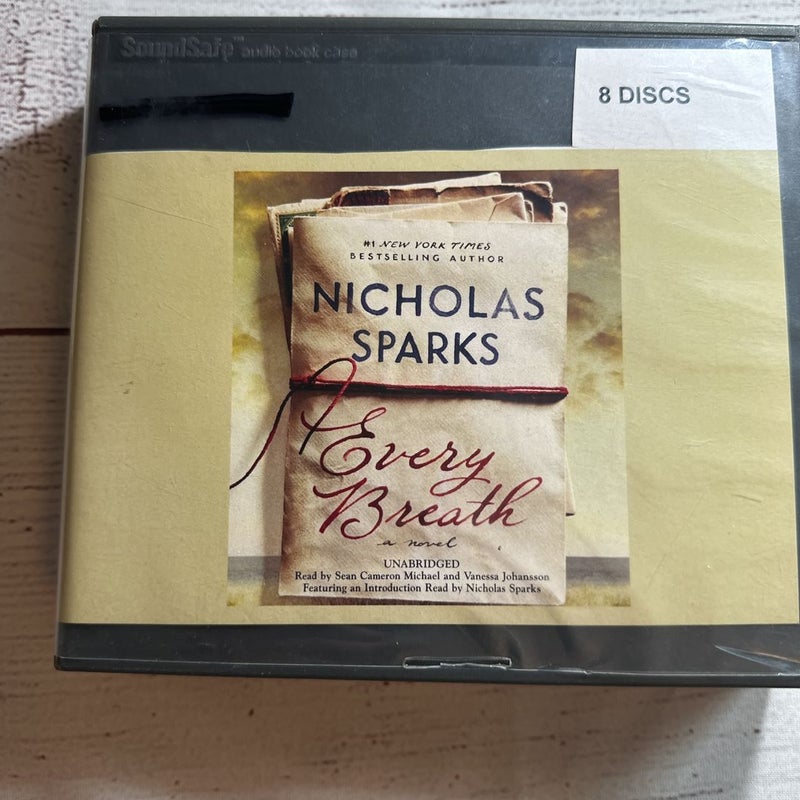 SoundSafe™ audio book case
8 DISCS
#1 NEW YORK TIMES
BESTSELLING AUTHOR
NICHOLAS
SPARKS
Every
Breath
a novel
UNABRIDGED
Read by Sean Cameron Michael and Vanessa Johansson
Featuring an Introduction Read by Nicholas Sparks